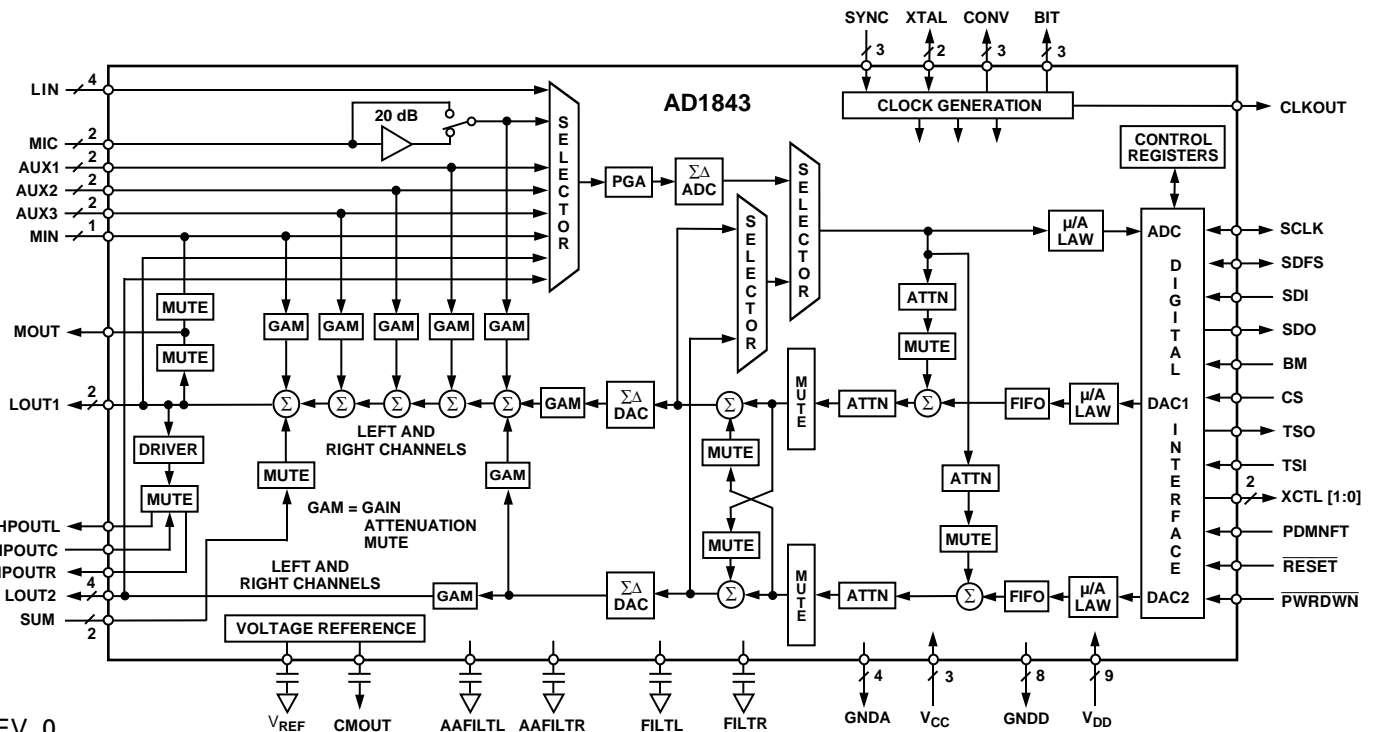 SYNC XTAL CONV BIT
3 2 3 3
LIN 4
AD1843
CLOCK GENERATION
CLKOUT
20 dB
MIC 2
CONTROL
REGISTERS
AUX1 2
AUX2 2
AUX3 2
MIN 1
SELECTOR
PGA
ΣΔ
ADC
SELECTOR
SELECTOR
μ/A
LAW
ADC
DIGITAL INTERFACE
SCLK
SDFS
SDI
SDO
BM
CS
TSO
TSI
2
XCTL [1:0]
PDMNFT
RESET
PWRDWN
MUTE
MOUT
MUTE
GAM GAM GAM GAM GAM
ATTN
MUTE
LOUT1 2
Σ Σ Σ Σ Σ
GAM
ΣΔ
DAC
Σ
MUTE
ATTN
Σ
FIFO
μ/A
LAW
DAC1
LEFT AND
RIGHT CHANNELS
DRIVER
MUTE
MUTE
GAM
MUTE
ATTN
GAM = GAIN
ATTENUATION
MUTE
HPOUTL
HPOUTC
HPOUTR
MUTE
MUTE
LEFT AND
RIGHT CHANNELS
LOUT2 4
GAM
ΣΔ
DAC
Σ
MUTE
ATTN
Σ
FIFO
μ/A
LAW
DAC2
SUM 2
VOLTAGE REFERENCE
4 3 8 9
VREF CMOUT AAFILTL AAFILTR FILTL FILTR GNDA VCC GNDD VDD
EV. 0